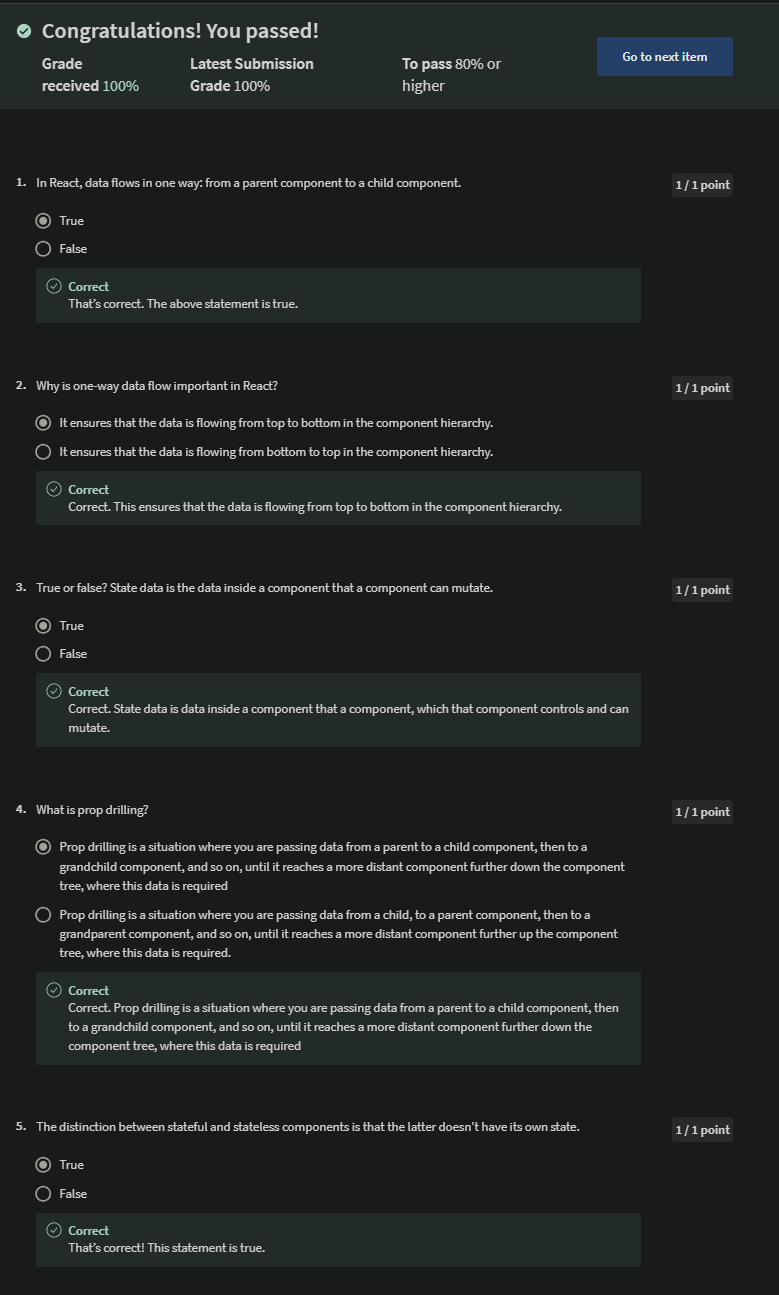 Congratulations! You passed!
Grade
received 100%
Latest Submission
Grade 100%
To pass 80% or
higher
Go to next item
1. In React, data flows in one way: from a parent component to a child component.
1 / 1 point
True
False
Correct
That's correct. The above statement is true.
2. Why is one-way data flow important in React?
1 / 1 point
It ensures that the data is flowing from top to bottom in the component hierarchy.
It ensures that the data is flowing from bottom to top in the component hierarchy.
Correct
Correct. This ensures that the data is flowing from top to bottom in the component hierarchy.
3. True or false? State data is the data inside a component that a component can mutate.
1 / 1 point
True
False
Correct
Correct. State data is data inside a component that a component, which that component controls and can
mutate.
4. What is prop drilling?
1 / 1 point
Prop drilling is a situation where you are passing data from a parent to a child component, then to a
grandchild component, and so on, until it reaches a more distant component further down the component
tree, where this data is required
Prop drilling is a situation where you are passing data from a child, to a parent component, then to a
grandparent component, and so on, until it reaches a more distant component further up the component
tree, where this data is required.
Correct
Correct. Prop drilling is a situation where you are passing data from a parent to a child component, then
to a grandchild component, and so on, until it reaches a more distant component further down the
component tree, where this data is required
5. The distinction between stateful and stateless components is that the latter doesn't have its own state.
1 / 1 point
True
False
Correct
That's correct! This statement is true.